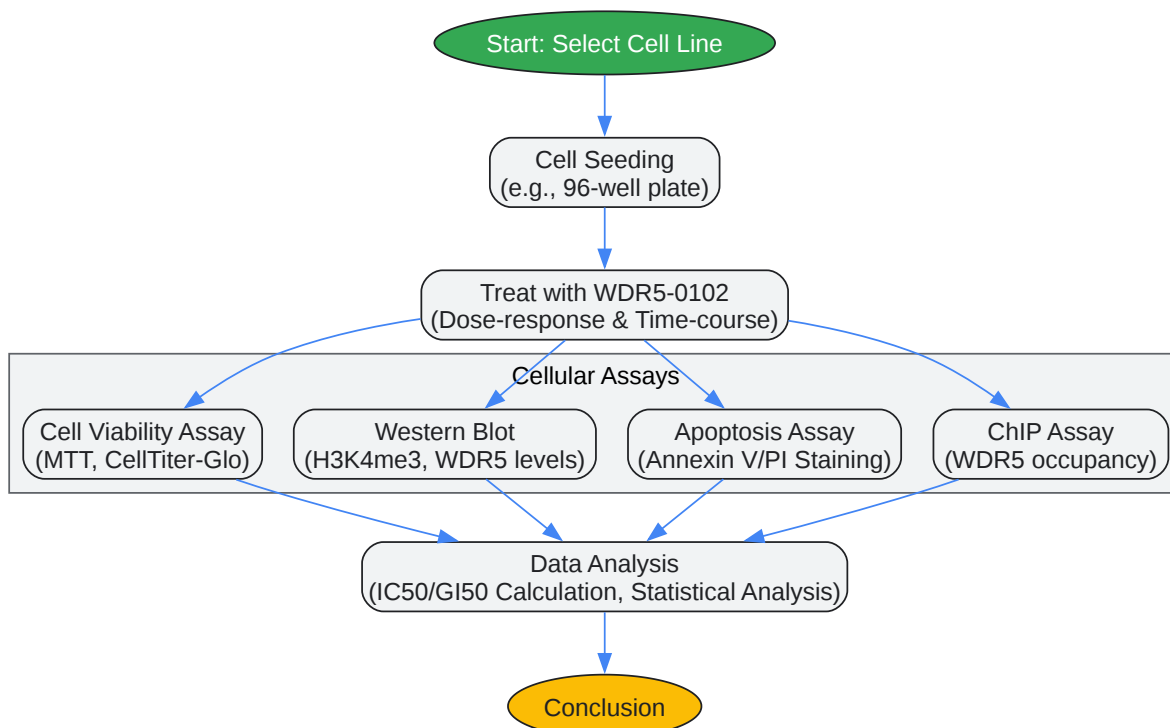 Start: Select Cell Line
Cell Seeding
(e.g., 96-well plate)
Treat with WDR5-0102
(Dose-response & Time-course)
Cellular Assays
Cell Viability Assay
(MTT, CellTiter-Glo)
Western Blot
(H3K4me3, WDR5 levels)
Apoptosis Assay
(Annexin V/PI Staining)
ChIP Assay
(WDR5 occupancy)
Data Analysis
(IC50/GI50 Calculation, Statistical Analysis)
Conclusion